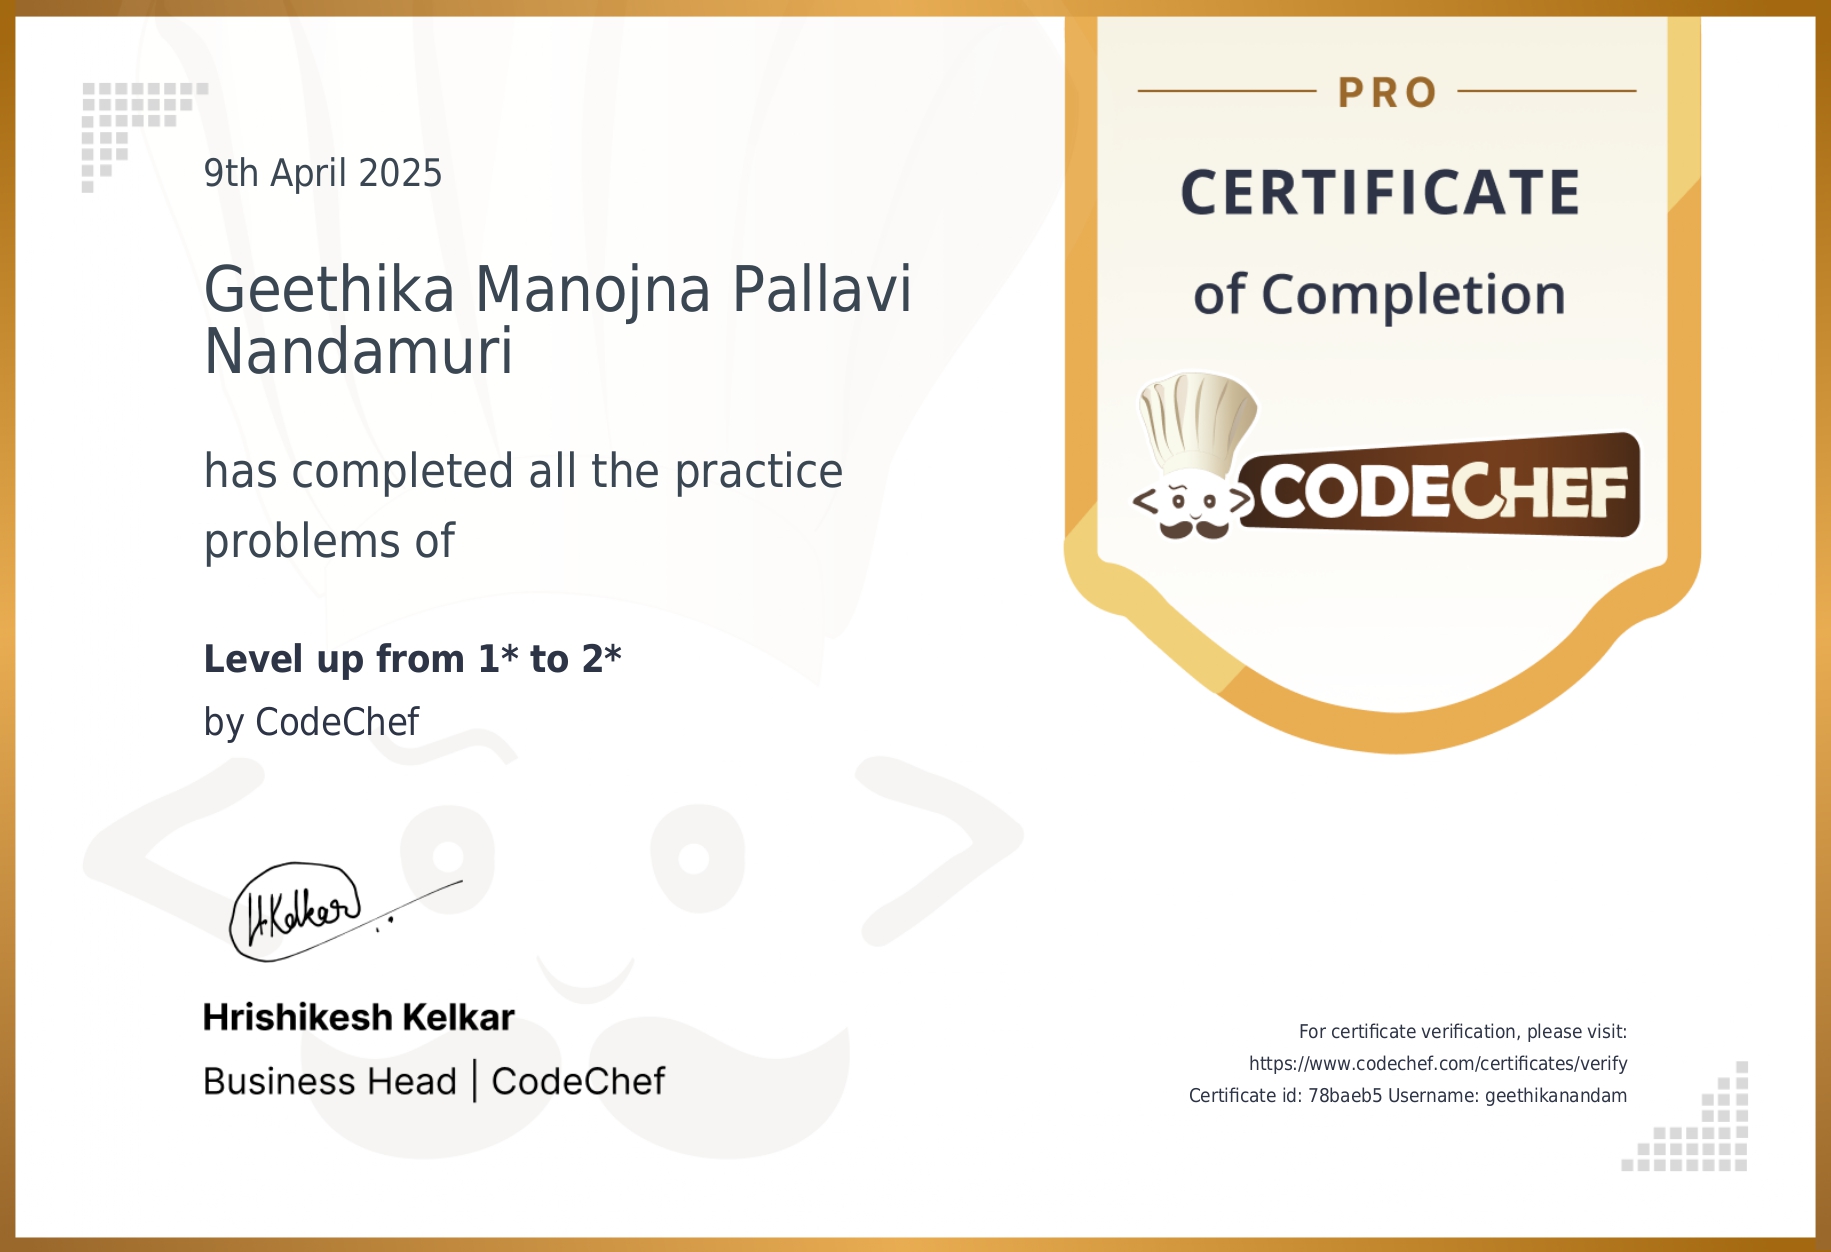 9th April 2025
Geethika Manojna Pallavi
Nandamuri
has completed all the practice
problems of
Level up from 1* to 2*
by CodeChef
H.Kelkar
Hrishikesh Kelkar
Business Head | CodeChef
PRO
CERTIFICATE
of Completion
CODECHEF
For certificate verification, please visit:
https://www.codechef.com/certificates/verify
Certificate id: 78baeb5 Username: geethikanandam